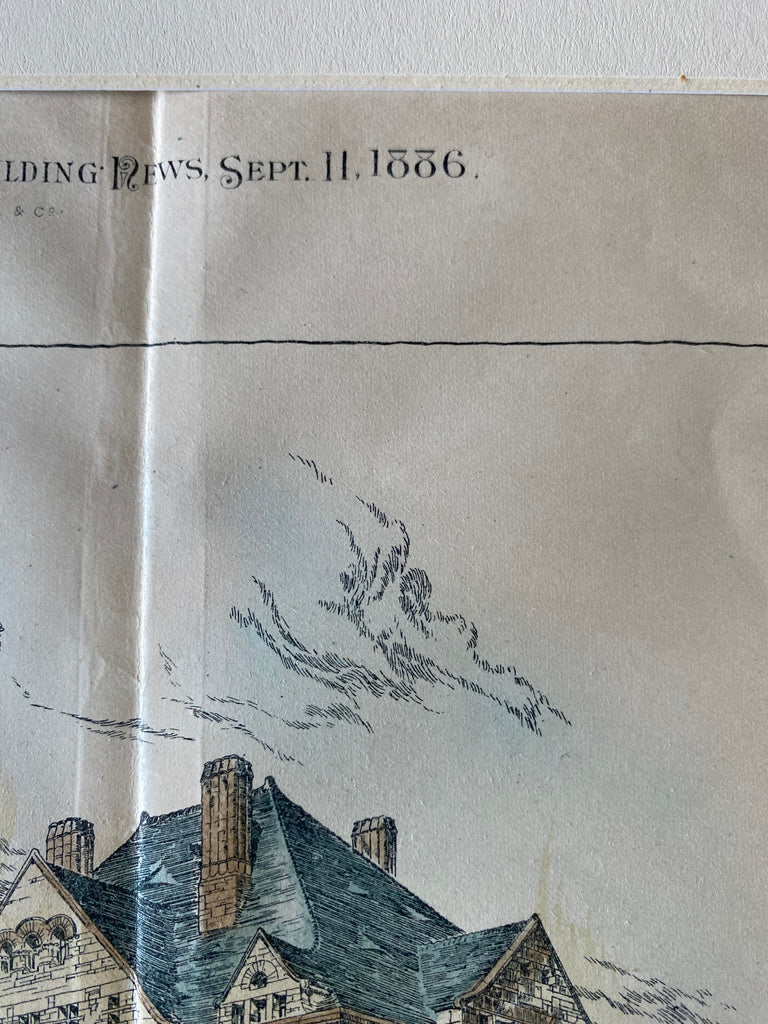 LDING NEWS, SEPT. 11, 1886.
& Co.